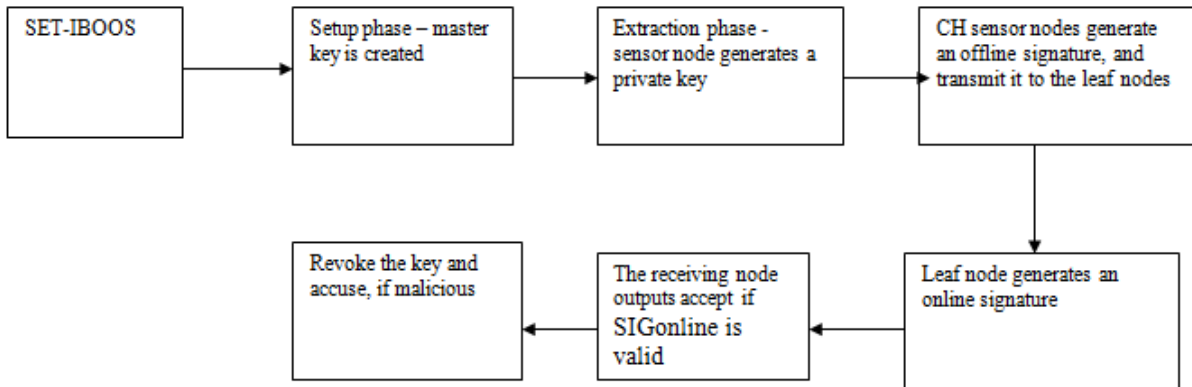 SET-IBOOS
Setup phase – master
key is created
Extraction phase -
sensor node generates a
private key
CH sensor nodes generate
an offline signature, and
transmit it to the leaf nodes
Leaf node generates an
online signature
The receiving node
outputs accept if
SIGonline is
valid
Revoke the key and
accuse, if malicious